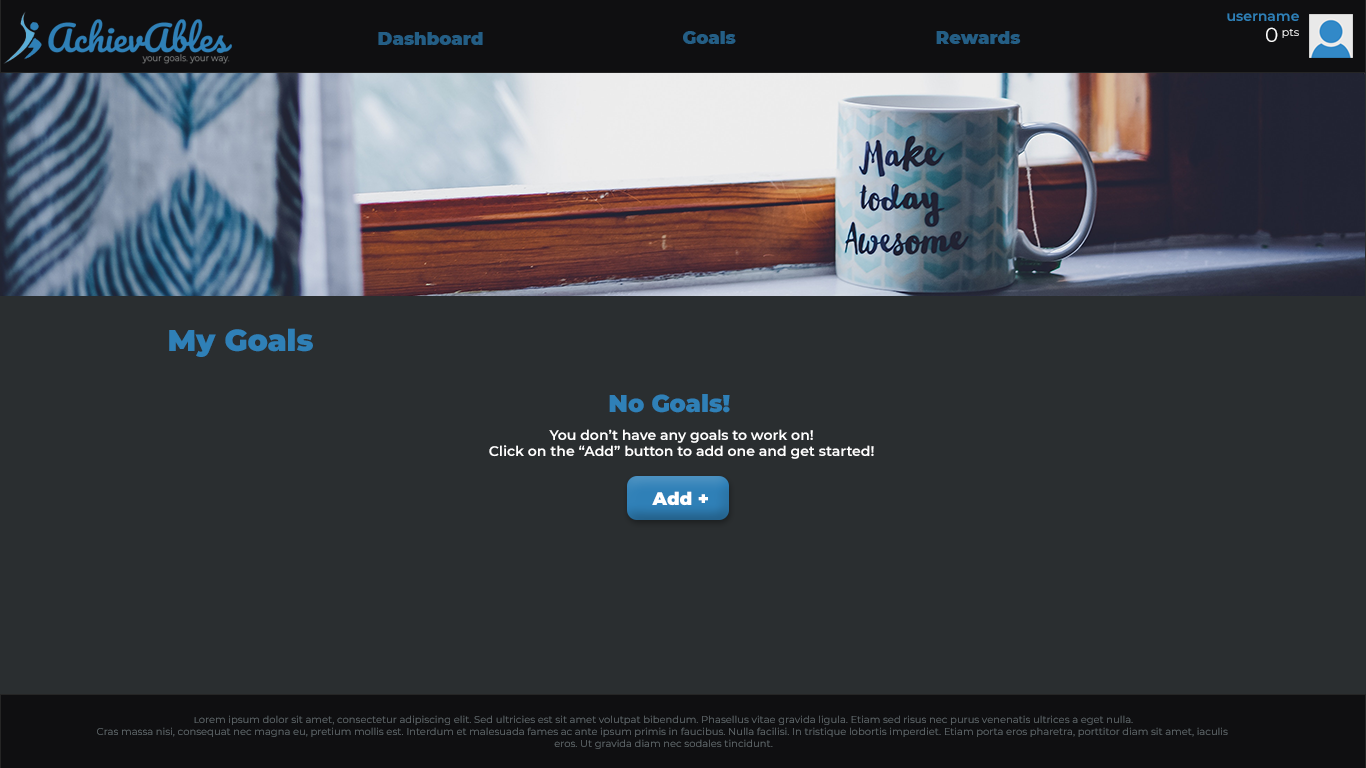 AchievAbles
your goals. your way.
Dashboard
Goals
Rewards
username
0 pts
Make
today
Awesome
My Goals
No Goals!
You don’t have any goals to work on!
Click on the “Add” button to add one and get started!
Add +
Lorem ipsum dolor sit amet, consectetur adipiscing elit. Sed ultricies est sit amet volutpat bibendum. Phasellus vitae gravida ligula. Etiam sed risus nec purus venenatis ultrices a eget nulla.
Cras massa nisi, consequat nec magna eu, pretium mollis est. Interdum et malesuada fames ac ante ipsum primis in faucibus. Nulla facilisi. In tristique lobortis imperdiet. Etiam porta eros pharetra, porttitor diam sit amet, iaculis
eros. Ut gravida diam nec sodales tincidunt.